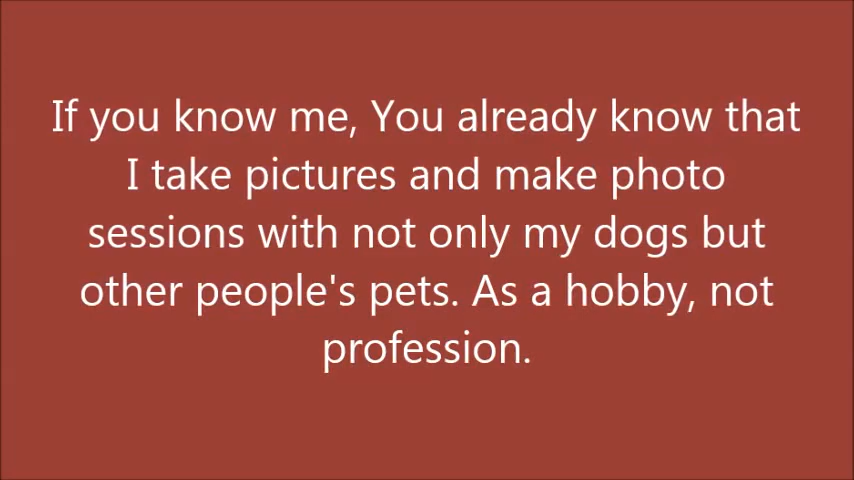 If you know me, You already know that
I take pictures and make photo
sessions with not only my dogs but
other people's pets. As a hobby, not
profession.